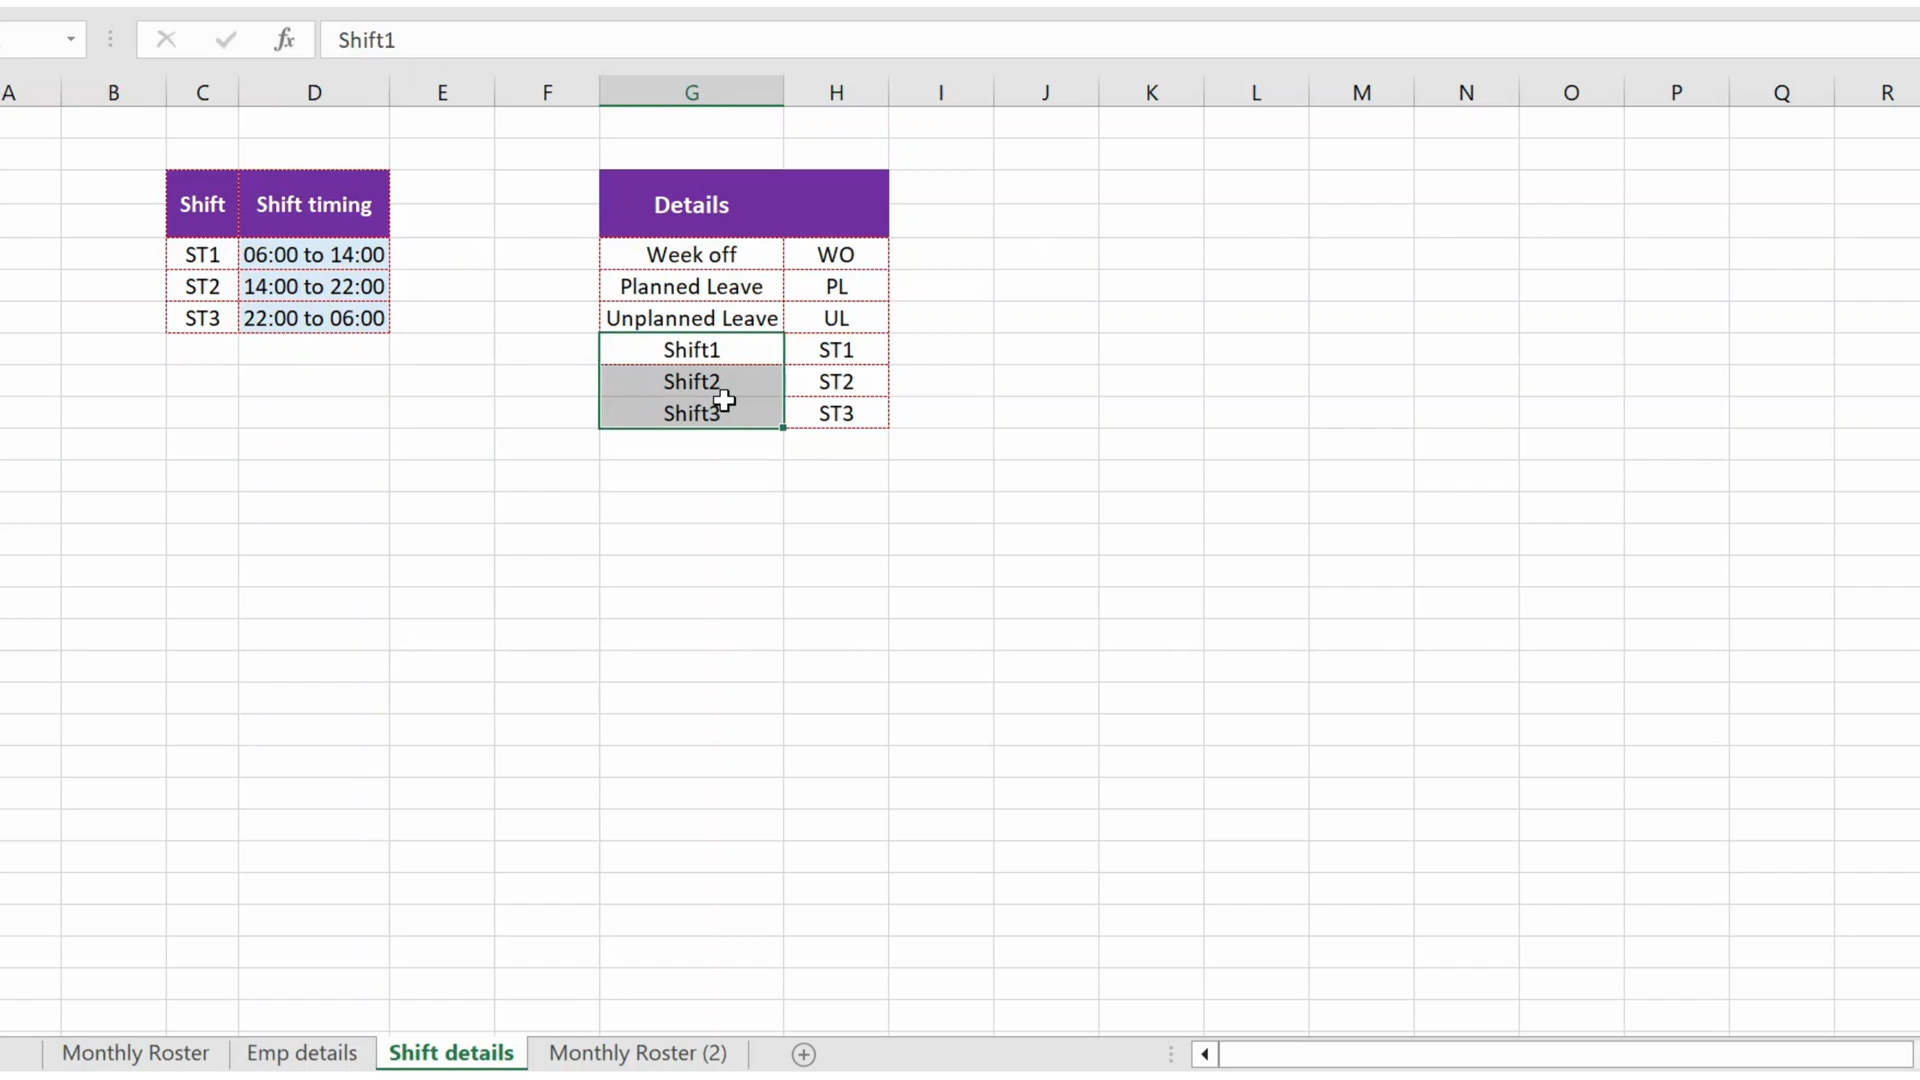 fx Shift1
A B C D E F G H I J K L M N O P Q R
Shift Shift timing Details
ST1 06:00 to 14:00 Week off WO
ST2 14:00 to 22:00 Planned Leave PL
ST3 22:00 to 06:00 Unplanned Leave UL
Shift1 ST1
Shift2 ST2
Shift3 ST3
Monthly Roster Emp details Shift details Monthly Roster (2)